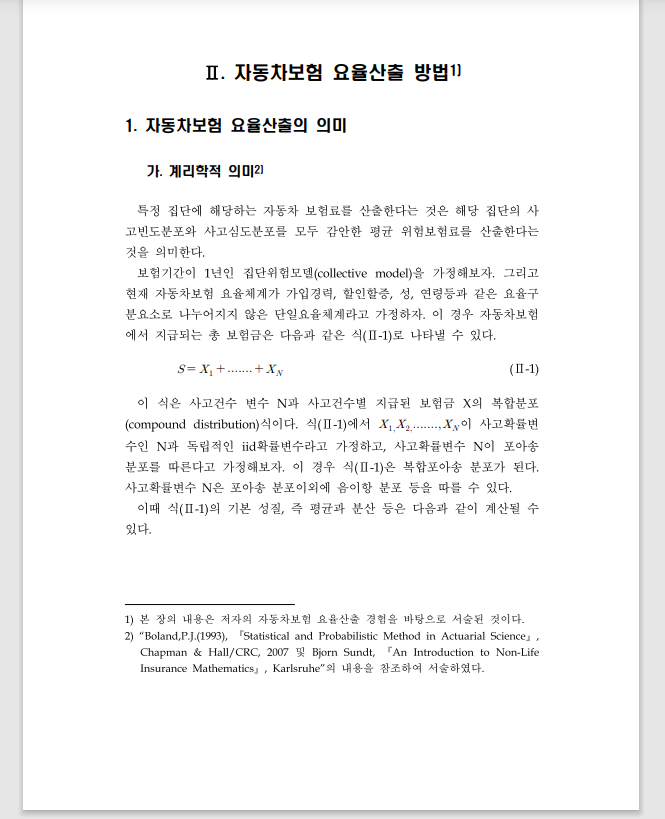 Ⅱ. 자동차보험 요율산출 방법1)
1. 자동차보험 요율산출의 의미
가. 계리학적 의미2)
특정 집단에 해당하는 자동차 보험료를 산출한다는 것은 해당 집단의 사
고빈도분포와 사고심도분포를 모두 감안한 평균 위험보험료를 산출한다는
것을 의미한다.
보험기간이 1년인 집단위험모델(collective model)을 가정해보자. 그리고
현재 자동차보험 요율체계가 가입경력, 할인할증, 성, 연령등과 같은 요율구
분요소로 나누어지지 않은 단일요율체계라고 가정하자. 이 경우 자동차보험
에서 지급되는 총 보험금은 다음과 같은 식(Ⅱ-1)로 나타낼 수 있다.
S = X₁ + ....... + X_N (Ⅱ-1)
이 식은 사고건수 변수 N과 사고건수별 지급된 보험금 X의 복합분포
(compound distribution)식이다. 식(Ⅱ-1)에서 X₁,X₂,.......,X_N이 사고확률변
수인 N과 독립적인 iid확률변수라고 가정하고, 사고확률변수 N이 포아송
분포를 따른다고 가정해보자. 이 경우 식(Ⅱ-1)은 복합포아송 분포가 된다.
사고확률변수 N은 포아송 분포이외에 음이항 분포 등을 따를 수 있다.
이때 식(Ⅱ-1)의 기본 성질, 즉 평균과 분산 등은 다음과 같이 계산될 수
있다.
1) 본 장의 내용은 저자의 자동차보험 요율산출 경험을 바탕으로 서술된 것이다.
2) “Boland,P.J.(1993), 『Statistical and Probabilistic Method in Actuarial Science』,
Chapman & Hall/CRC, 2007 및 Bjorn Sundt, 『An Introduction to Non-Life
Insurance Mathematics』, Karlsruhe”의 내용을 참조하여 서술하였다.